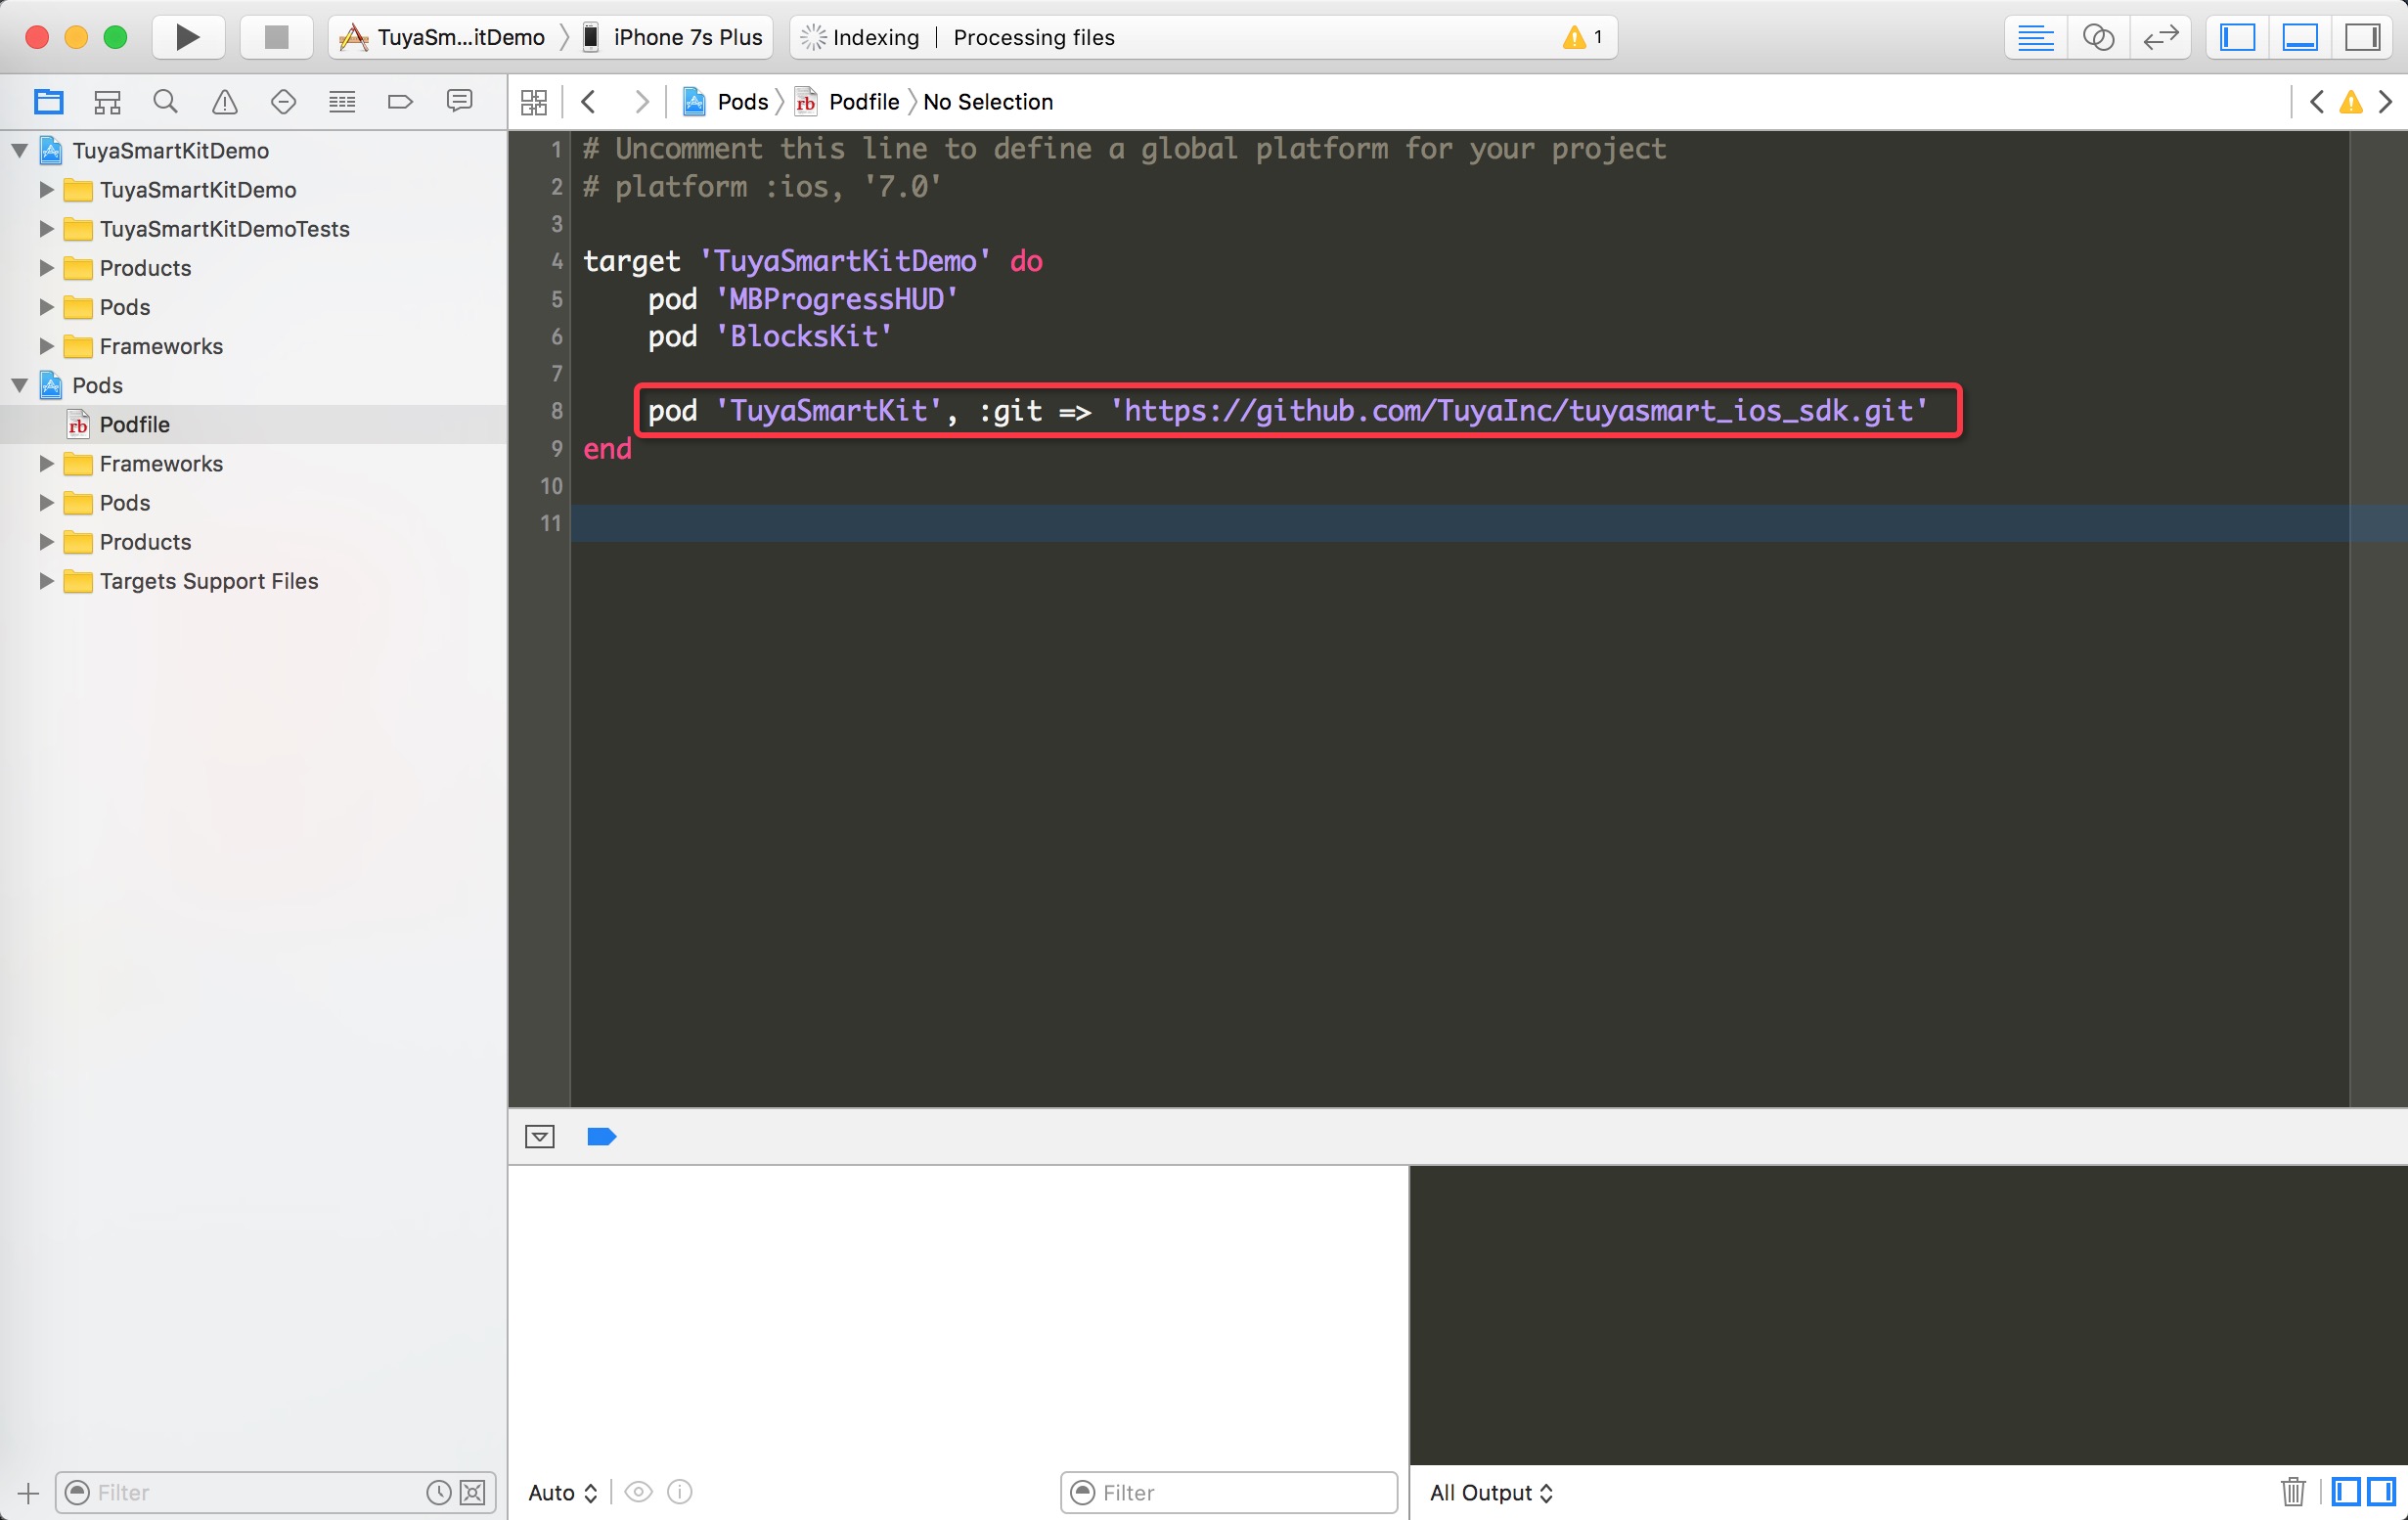 TuyaSm...itDemo iPhone 7s Plus Indexing | Processing files 1
Pods Podfile No Selection
TuyaSmartKitDemo
TuyaSmartKitDemo
TuyaSmartKitDemoTests
Products
Pods
Frameworks
Pods
rb Podfile
Frameworks
Pods
Products
Targets Support Files
1 # Uncomment this line to define a global platform for your project
2 # platform :ios, '7.0'
3
4 target 'TuyaSmartKitDemo' do
5 pod 'MBProgressHUD'
6 pod 'BlocksKit'
7
8 pod 'TuyaSmartKit', :git => 'https://github.com/TuyaInc/tuyasmart_ios_sdk.git'
9 end
10
11
Filter
Auto
Filter
All Output